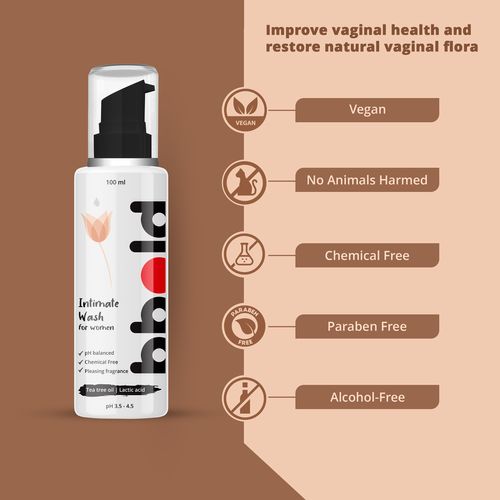 Improve vaginal health and
restore natural vaginal flora
VEGAN
Vegan
No Animals Harmed
Chemical Free
PARABEN
FREE
Paraben Free
Alcohol-Free
100 ml
bbold
Intimate
Wash
for women
pH balanced
Chemical Free
Pleasing fragrance
Tea tree oil | Lactic acid
pH 3.5 - 4.5